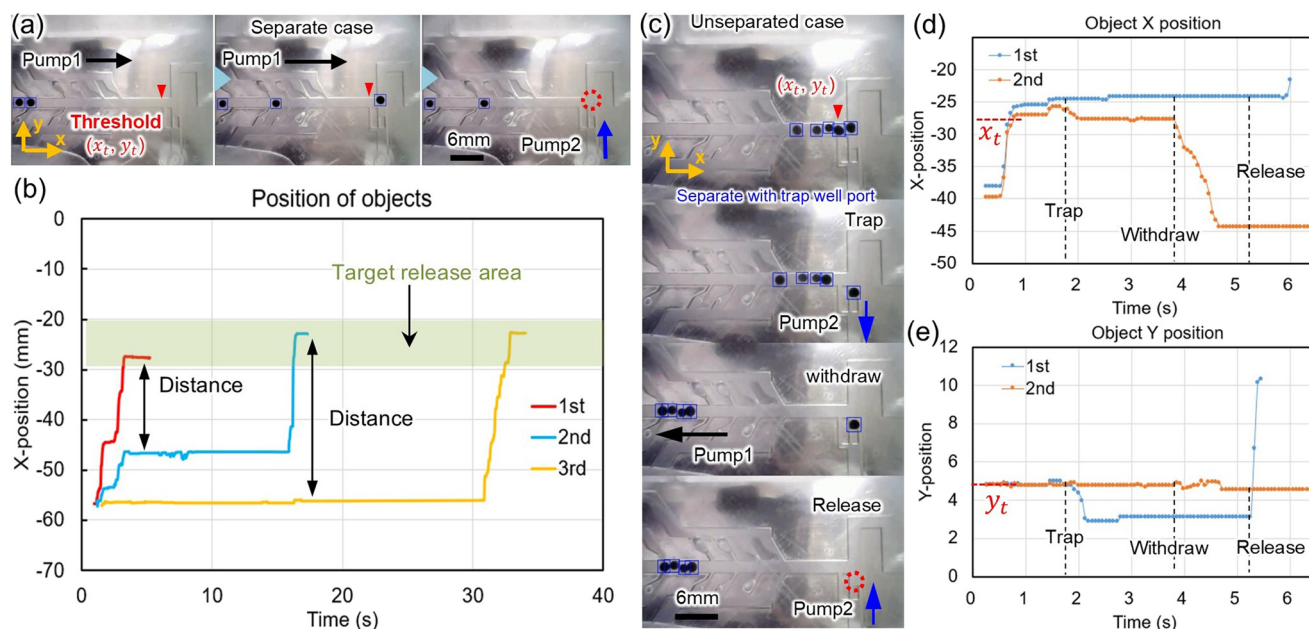 (a)
Separate case
Pump1
Pump1
Threshold
(xₜ, yₜ)
y
x
6mm
Pump2
(b)
Position of objects
X-position (mm)
0
-10
-20
-30
-40
-50
-60
-70
Target release area
Distance
Distance
1st
2nd
3rd
0
10
20
30
40
Time (s)
(c)
Unseparated case
(xₜ, yₜ)
y
x
Separate with trap well port
Trap
Pump2
withdraw
Pump1
Release
6mm
Pump2
(d)
Object X position
1st
2nd
X-position
-15
-20
-25
-30
-35
-40
-45
-50
xₜ
Trap
Withdraw
Release
0
1
2
3
4
5
6
Time (s)
(e)
Object Y position
1st
2nd
Y-position
12
10
8
6
4
2
0
yₜ
Trap
Withdraw
Release
0
1
2
3
4
5
6
Time (s)